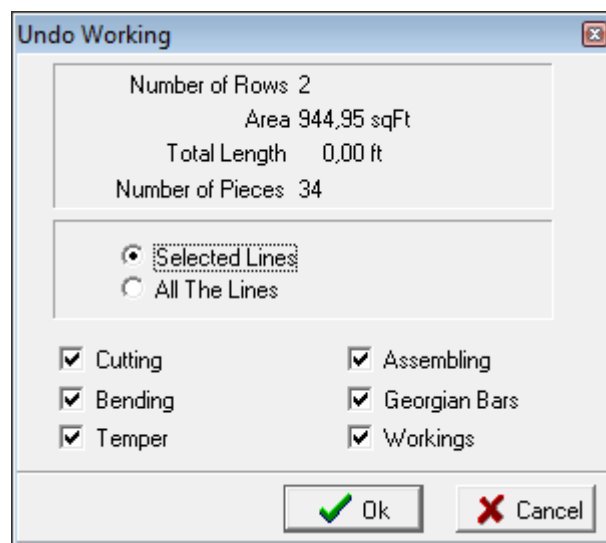 Undo Working
Number of Rows 2
Area 944,95 sqFt
Total Length 0,00 ft
Number of Pieces 34
Selected Lines
All The Lines
Cutting Assembling
Bending Georgian Bars
Temper Workings
Ok Cancel